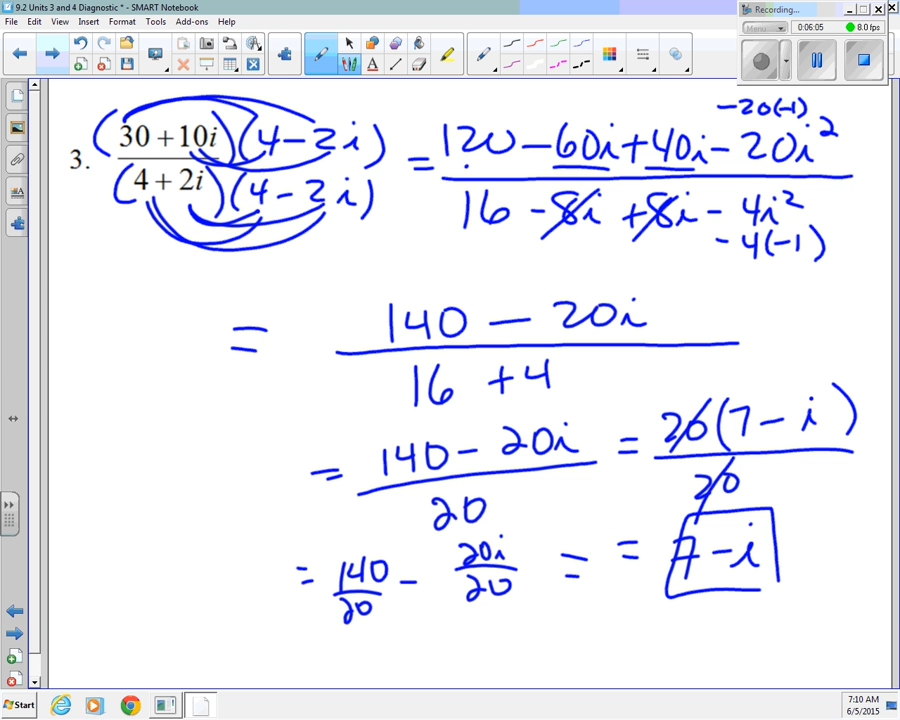 9.2 Units 3 and 4 Diagnostic * - SMART Notebook
Recording...
File Edit View Insert Format Tools Add-ons Help
Menu 0:06:05 8.0 fps
-20(-1)
3. (30 + 10i)(4 - 2i) / (4 + 2i)(4 - 2i) = 120 - 60i + 40i - 20i² / 16 - 8i + 8i - 4i²
- 4(-1)
= 140 - 20i / 16 + 4
= 140 - 20i / 20 = 20(7 - i) / 20
= 140/20 - 20i/20 = = 7 - i
Start
7:10 AM
6/5/2015